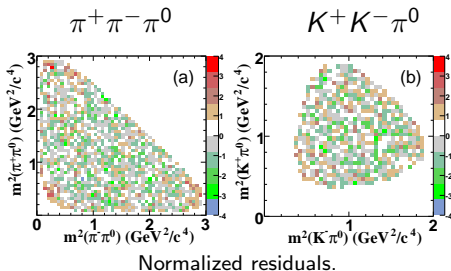 π⁺π⁻π⁰
K⁺K⁻π⁰
(a)
3
2
1
0
m²(π⁺π⁰) (GeV²/c⁴)
0 1 2 3
m²(π⁻π⁰) (GeV²/c⁴)
4
3
2
1
0
-1
-2
-3
-4
(b)
2
1
0
m²(K⁺π⁰) (GeV²/c⁴)
0 1 2
m²(K⁻π⁰) (GeV²/c⁴)
4
3
2
1
0
-1
-2
-3
-4
Normalized residuals.